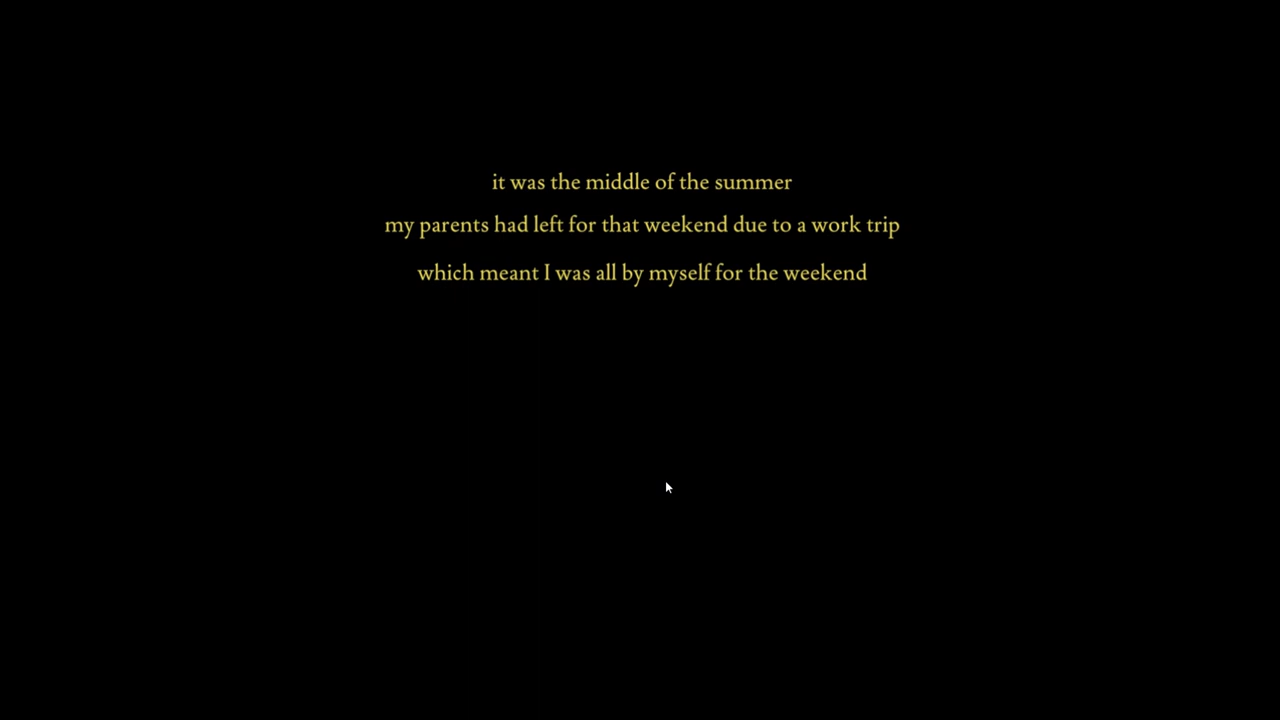 it was the middle of the summer
my parents had left for that weekend due to a work trip
which meant I was all by myself for the weekend